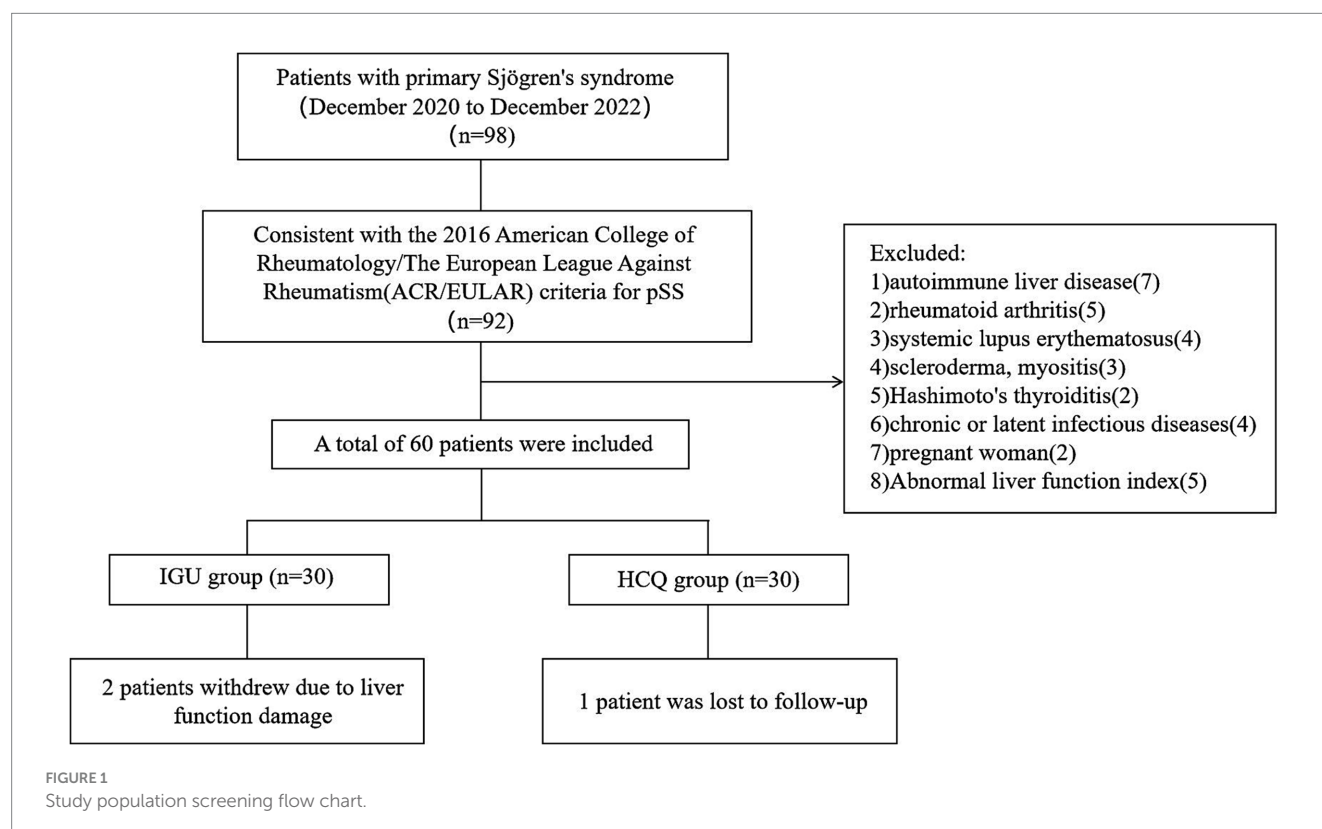 Patients with primary Sjögren's syndrome
(December 2020 to December 2022)
(n=98)
Consistent with the 2016 American College of
Rheumatology/The European League Against
Rheumatism(ACR/EULAR) criteria for pSS
(n=92)
Excluded:
1)autoimmune liver disease(7)
2)rheumatoid arthritis(5)
3)systemic lupus erythematosus(4)
4)scleroderma, myositis(3)
5)Hashimoto's thyroiditis(2)
6)chronic or latent infectious diseases(4)
7)pregnant woman(2)
8)Abnormal liver function index(5)
A total of 60 patients were included
IGU group (n=30)
HCQ group (n=30)
2 patients withdrew due to liver
function damage
1 patient was lost to follow-up
FIGURE 1
Study population screening flow chart.